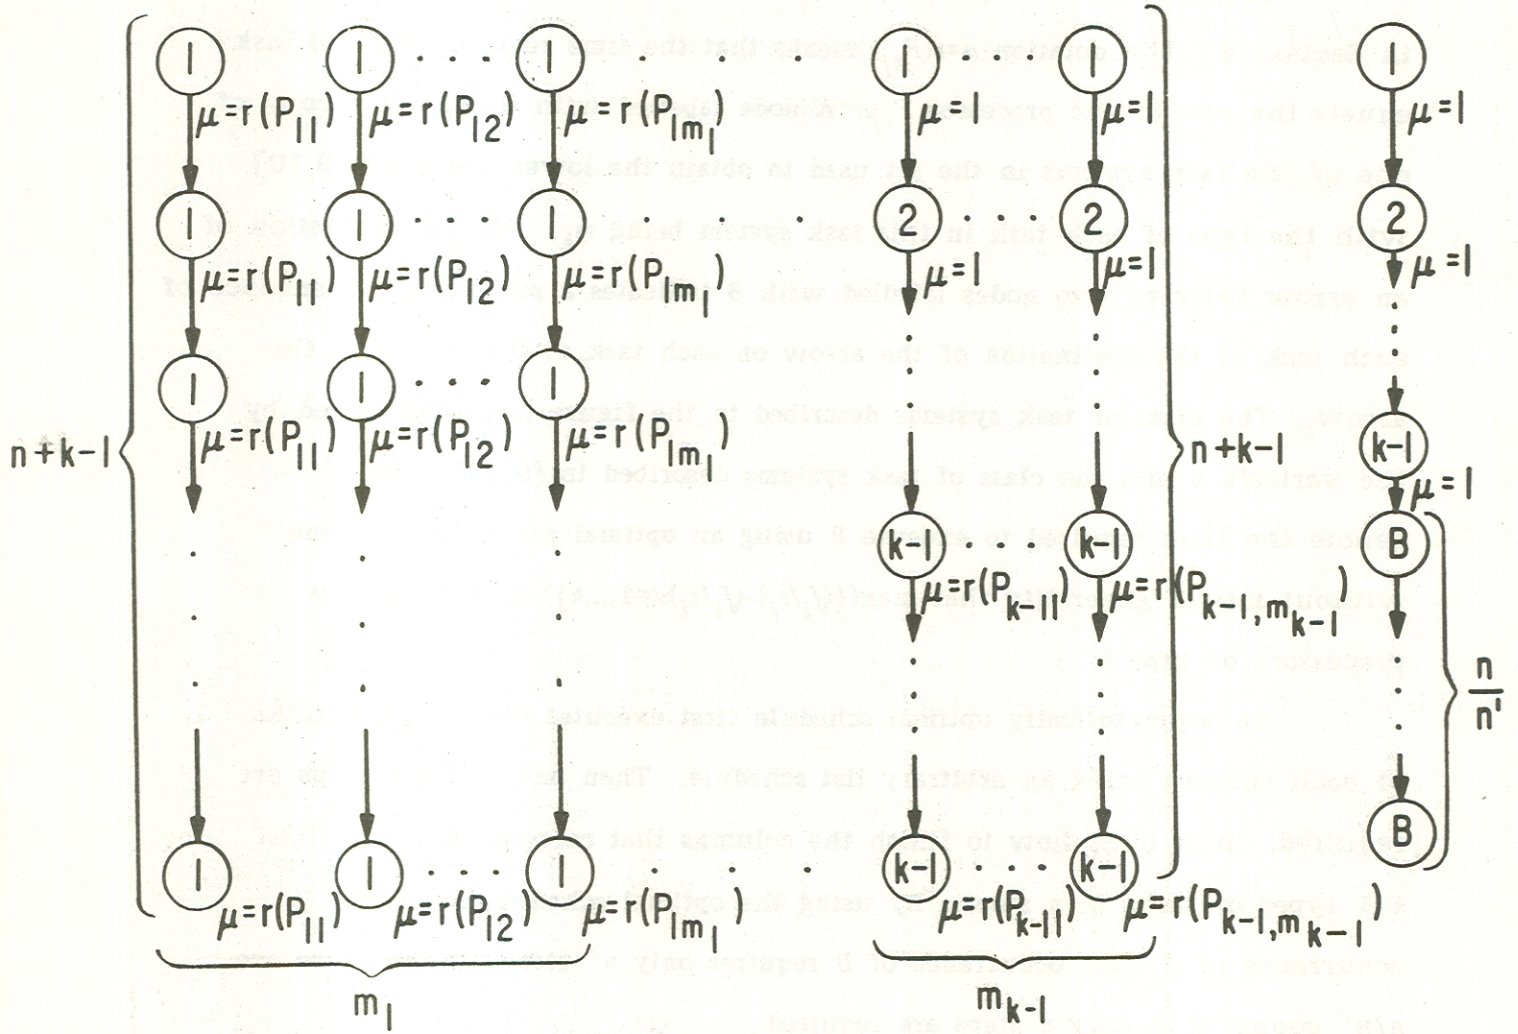 1 1 ... 1 . . . 1 ... 1 1
μ=r(P11) μ=r(P12) μ=r(P1m1) μ=1 μ=1 μ=1
1 1 ... 1 . . . 2 ... 2 2
μ=r(P11) μ=r(P12) μ=r(P1m1) μ=1 μ=1 μ=1
1 1 ... 1
μ=r(P11) μ=r(P12) μ=r(P1m1)
n+k-1 n+k-1
k-1
μ=1
k-1 ... k-1 B
μ=r(Pk-11) μ=r(Pk-1,mk-1)
n/n'
B
1 1 ... 1 . . . k-1 ... k-1
μ=r(P11) μ=r(P12) μ=r(P1m1) μ=r(Pk-11) μ=r(Pk-1,mk-1)
m1 mk-1